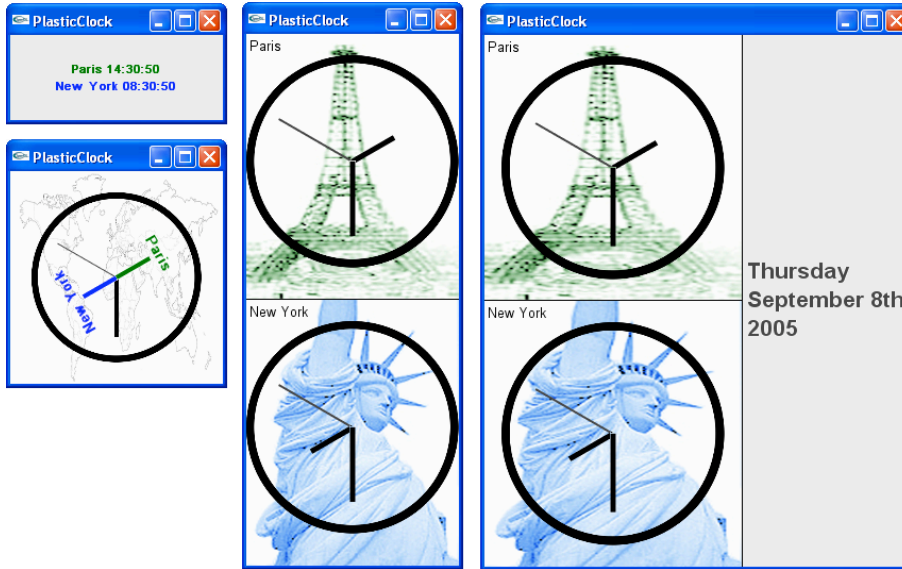 PlasticClock
Paris 14:30:50
New York 08:30:50
PlasticClock
Paris
New York
PlasticClock
Paris
New York
PlasticClock
Paris
New York
Thursday
September 8th
2005